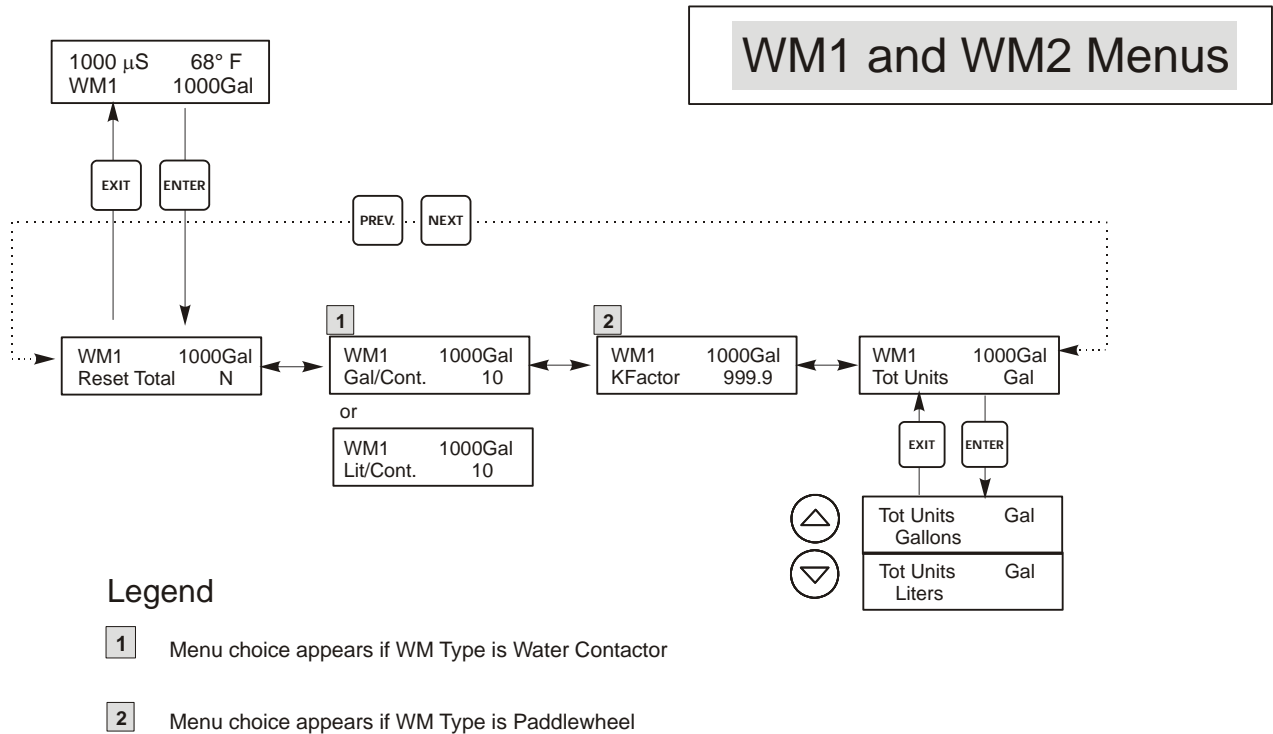 WM1 and WM2 Menus
1000 μS 68° F
WM1 1000Gal
EXIT
ENTER
PREV.
NEXT
WM1 1000Gal
Reset Total N
1
WM1 1000Gal
Gal/Cont. 10
or
WM1 1000Gal
Lit/Cont. 10
2
WM1 1000Gal
KFactor 999.9
WM1 1000Gal
Tot Units Gal
EXIT
ENTER
Tot Units Gal
Gallons
Tot Units Gal
Liters
Legend
1 Menu choice appears if WM Type is Water Contactor
2 Menu choice appears if WM Type is Paddlewheel